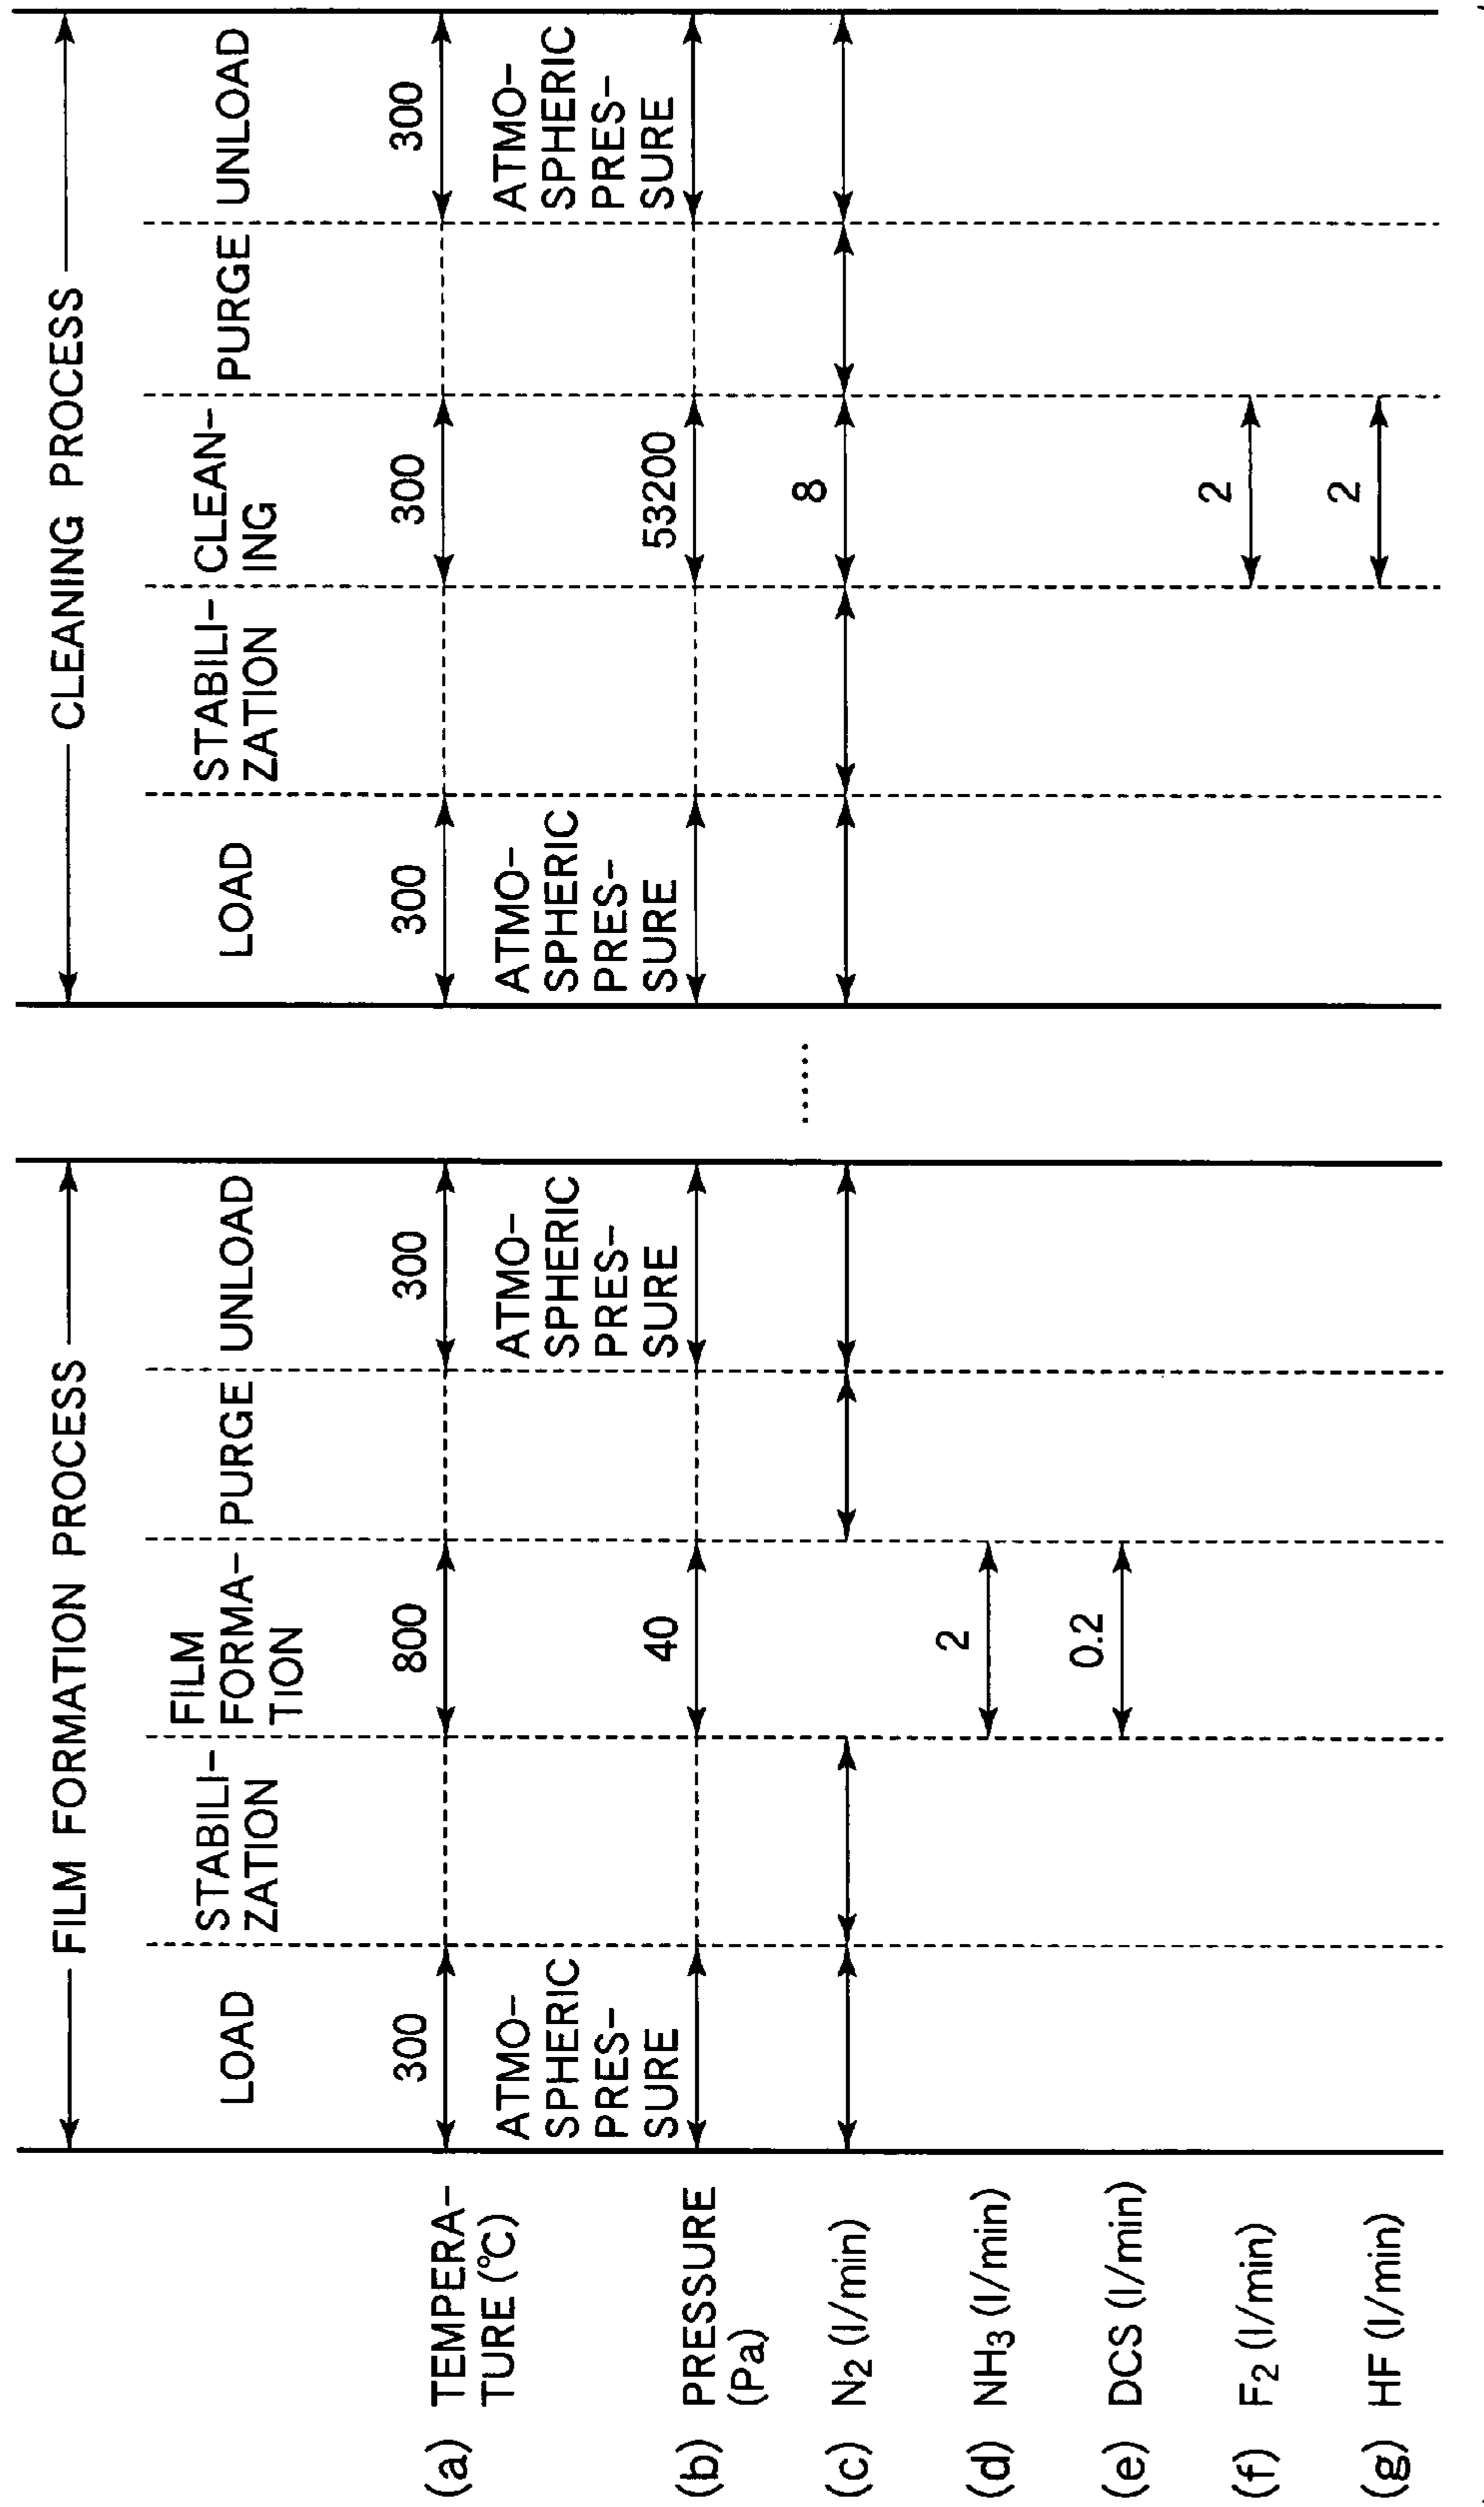 FILM FORMATION PROCESS
CLEANING PROCESS
LOAD
STABILI-
ZATION
FILM
FORMA-
TION
PURGE
UNLOAD
LOAD
STABILI-
ZATION
CLEAN-
ING
PURGE
UNLOAD
(a) TEMPERA-
TURE (°C)
300
800
300
300
300
300
(b) PRESSURE
(Pa)
ATMO-
SPHERIC
PRES-
SURE
40
ATMO-
SPHERIC
PRES-
SURE
......
ATMO-
SPHERIC
PRES-
SURE
53200
ATMO-
SPHERIC
PRES-
SURE
(c) N₂ (l/min)
8
(d) NH₃ (l/min)
2
(e) DCS (l/min)
0.2
(f) F₂ (l/min)
2
(g) HF (l/min)
2